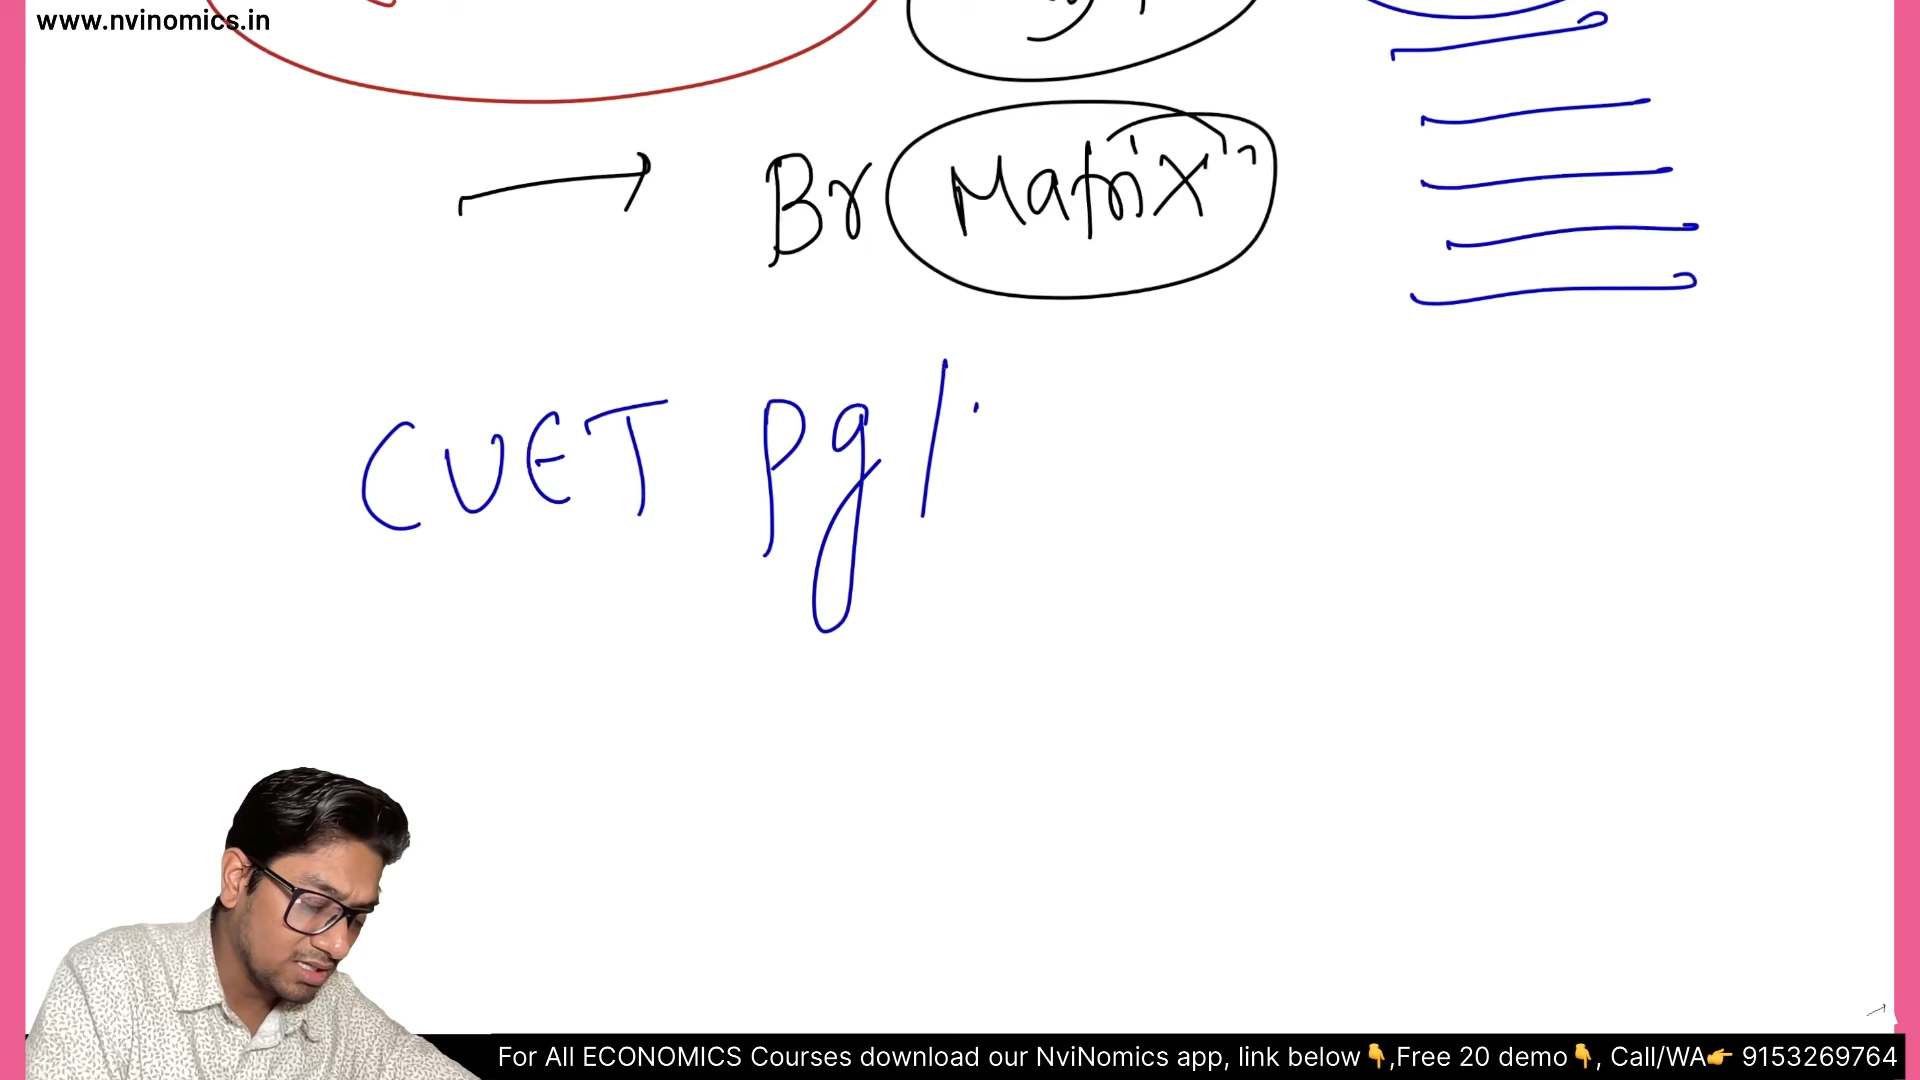 www.nvinomics.in
Br Matrix
CUET Pg /
For All ECONOMICS Courses download our NviNomics app, link below👇,Free 20 demo👇, Call/WA👉 9153269764